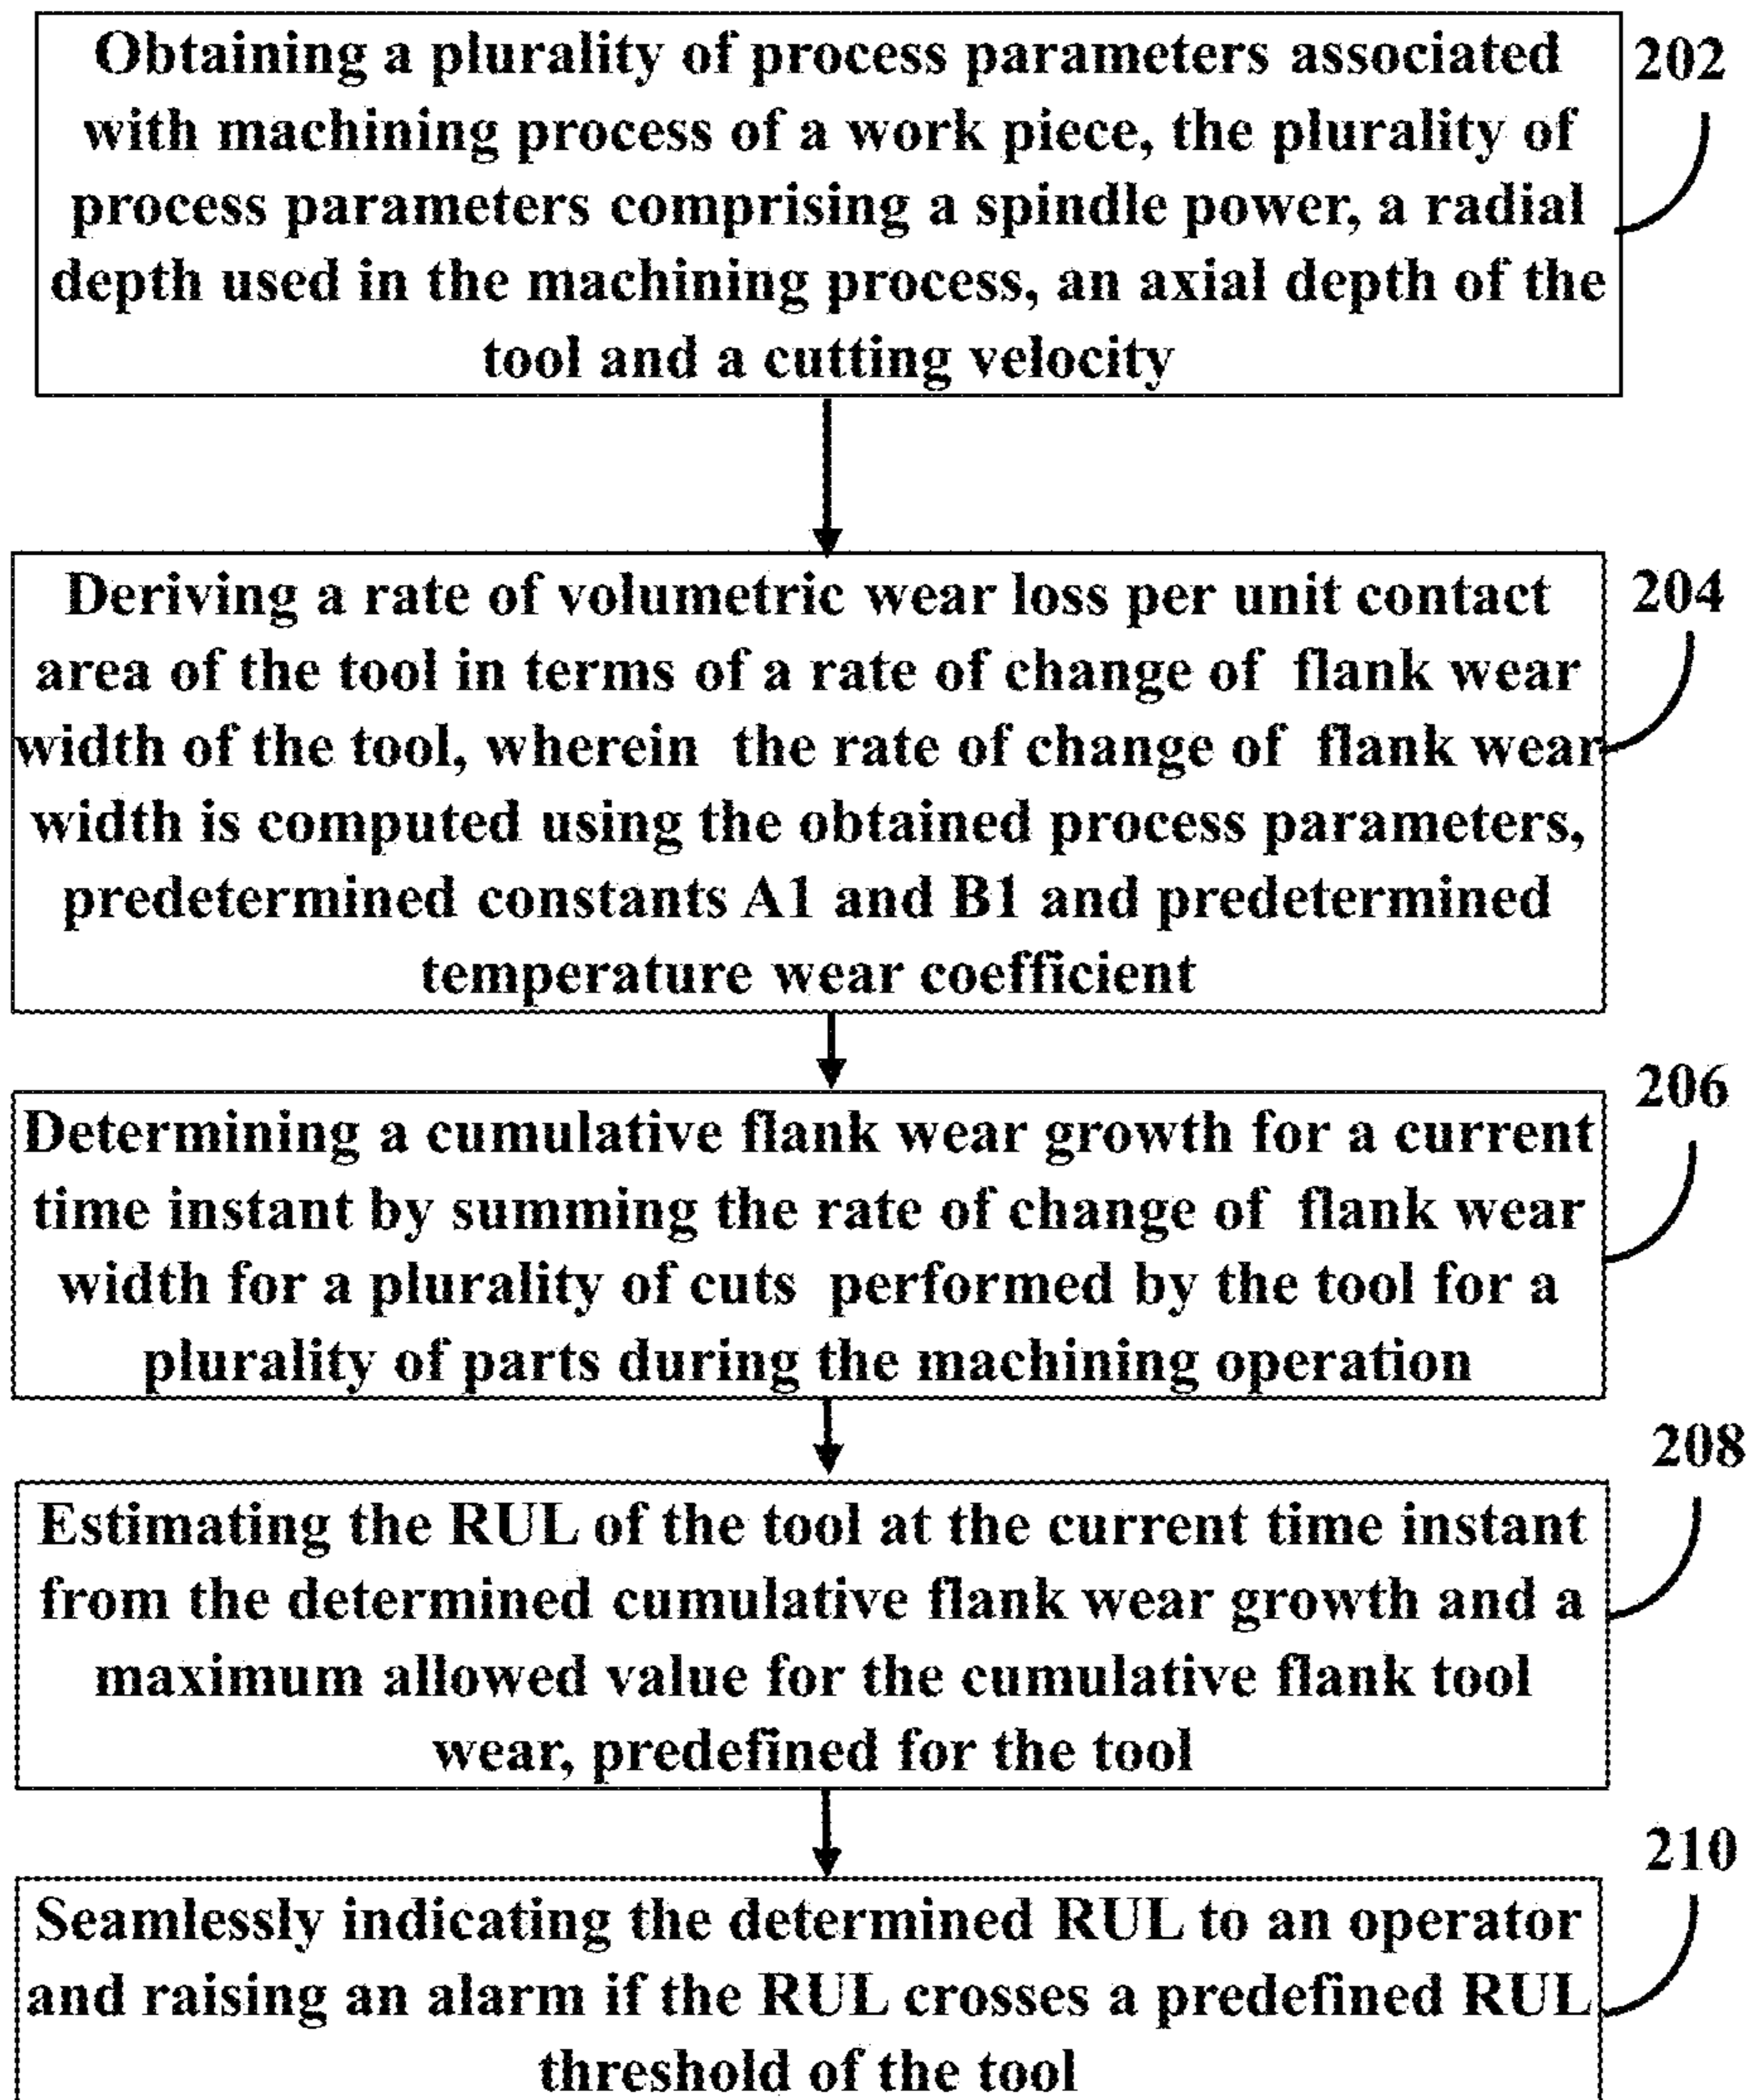 Obtaining a plurality of process parameters associated
with machining process of a work piece, the plurality of
process parameters comprising a spindle power, a radial
depth used in the machining process, an axial depth of the
tool and a cutting velocity
202
Deriving a rate of volumetric wear loss per unit contact
area of the tool in terms of a rate of change of flank wear
width of the tool, wherein the rate of change of flank wear
width is computed using the obtained process parameters,
predetermined constants A1 and B1 and predetermined
temperature wear coefficient
204
Determining a cumulative flank wear growth for a current
time instant by summing the rate of change of flank wear
width for a plurality of cuts performed by the tool for a
plurality of parts during the machining operation
206
Estimating the RUL of the tool at the current time instant
from the determined cumulative flank wear growth and a
maximum allowed value for the cumulative flank tool
wear, predefined for the tool
208
Seamlessly indicating the determined RUL to an operator
and raising an alarm if the RUL crosses a predefined RUL
threshold of the tool
210